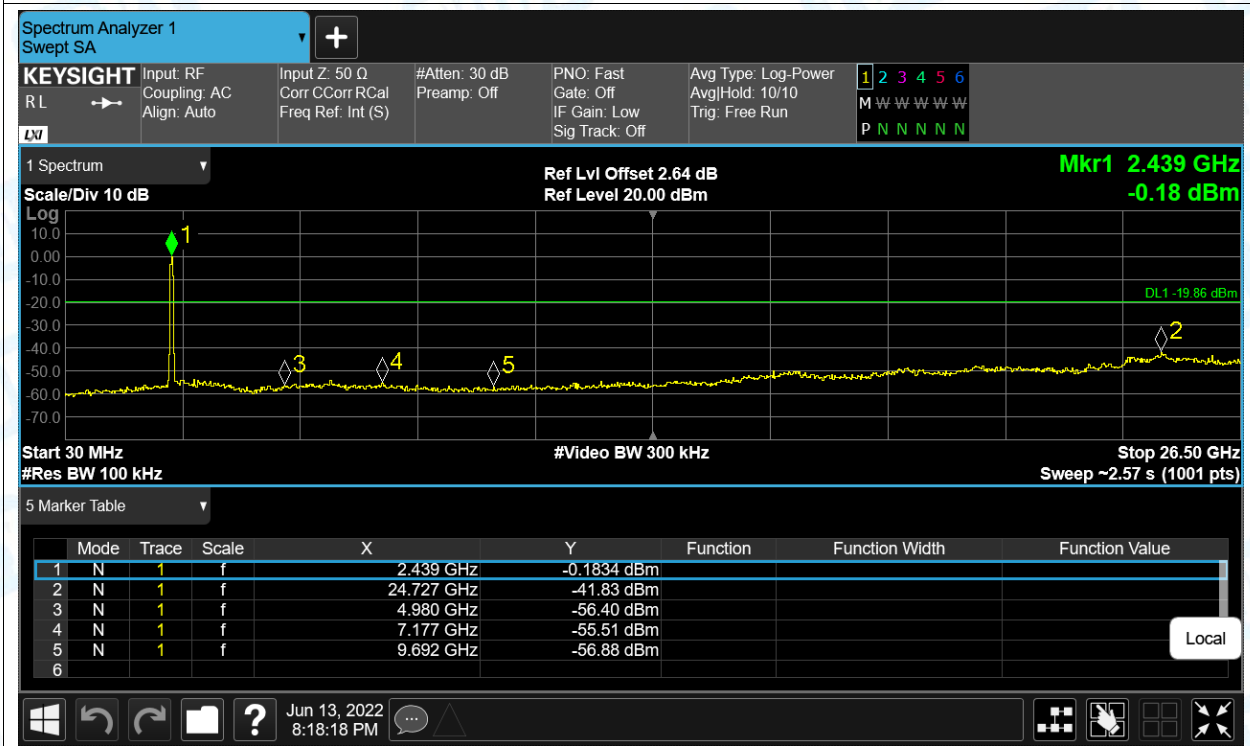 Spectrum Analyzer 1
Swept SA
KEYSIGHT Input: RF Input Z: 50 Ω #Atten: 30 dB PNO: Fast Avg Type: Log-Power 1 2 3 4 5 6
R L Coupling: AC Corr CCorr RCal Preamp: Off Gate: Off Avg|Hold: 10/10 M W W W W W
Align: Auto Freq Ref: Int (S) IF Gain: Low Trig: Free Run
LXI Sig Track: Off P N N N N N
1 Spectrum Ref Lvl Offset 2.64 dB Mkr1 2.439 GHz
Scale/Div 10 dB Ref Level 20.00 dBm -0.18 dBm
Log
10.0
0.00
-10.0
-20.0
-30.0
-40.0
-50.0
-60.0
-70.0
1
DL1 -19.86 dBm
2
3
4
5
Start 30 MHz #Video BW 300 kHz Stop 26.50 GHz
#Res BW 100 kHz Sweep ~2.57 s (1001 pts)
5 Marker Table
Mode Trace Scale X Y Function Function Width Function Value
1 N 1 f 2.439 GHz -0.1834 dBm
2 N 1 f 24.727 GHz -41.83 dBm
3 N 1 f 4.980 GHz -56.40 dBm
4 N 1 f 7.177 GHz -55.51 dBm
5 N 1 f 9.692 GHz -56.88 dBm
6
Local
? Jun 13, 2022
8:18:18 PM